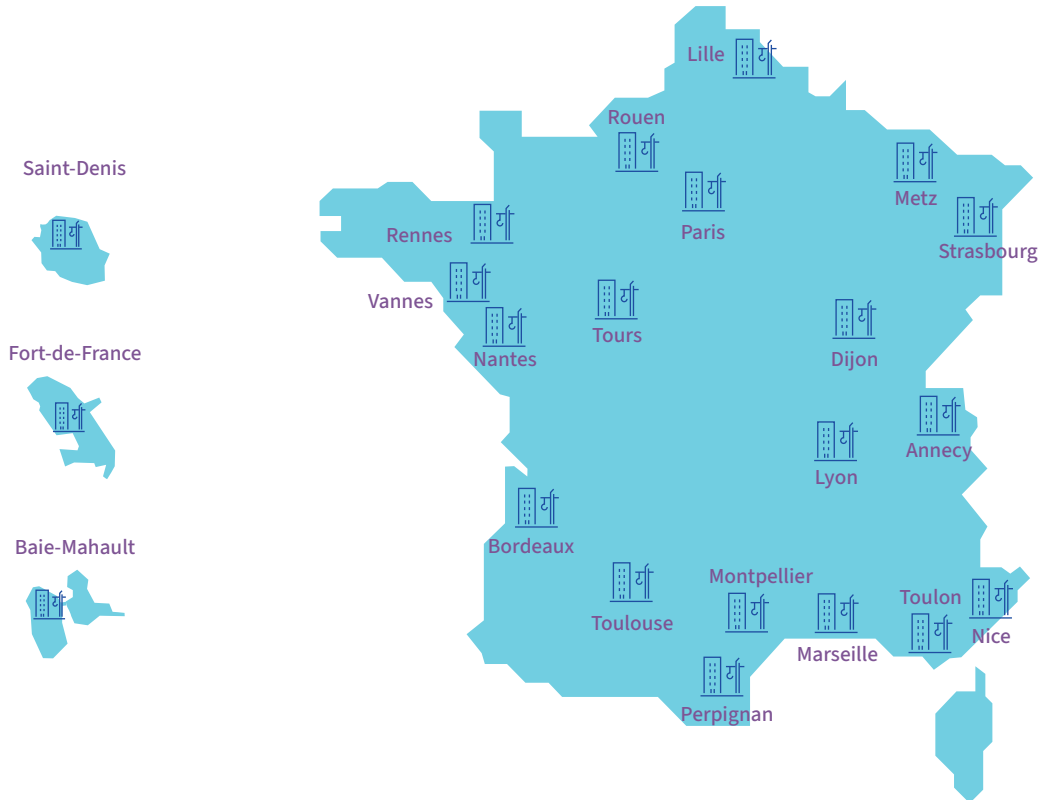 Lille
Rouen
Saint-Denis
Metz
Paris
Rennes
Strasbourg
Vannes
Tours
Fort-de-France
Nantes
Dijon
Annecy
Lyon
Bordeaux
Baie-Mahault
Montpellier
Toulon
Toulouse
Nice
Marseille
Perpignan